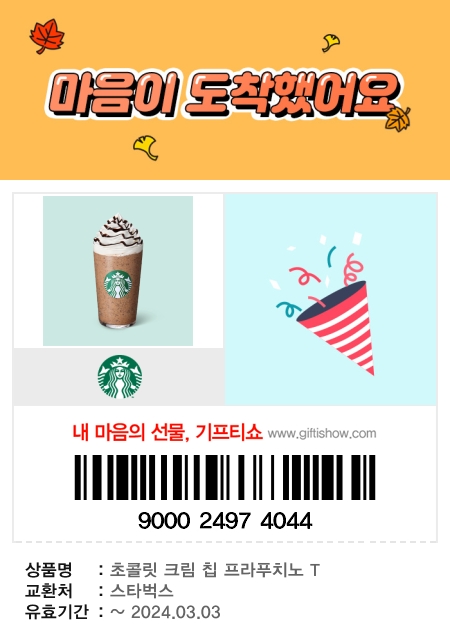 마음이 도착했어요
내 마음의 선물, 기프티쇼 www.giftishow.com
9000 2497 4044
상품명 : 초콜릿 크림 칩 프라푸치노 T
교환처 : 스타벅스
유효기간 : ~ 2024.03.03